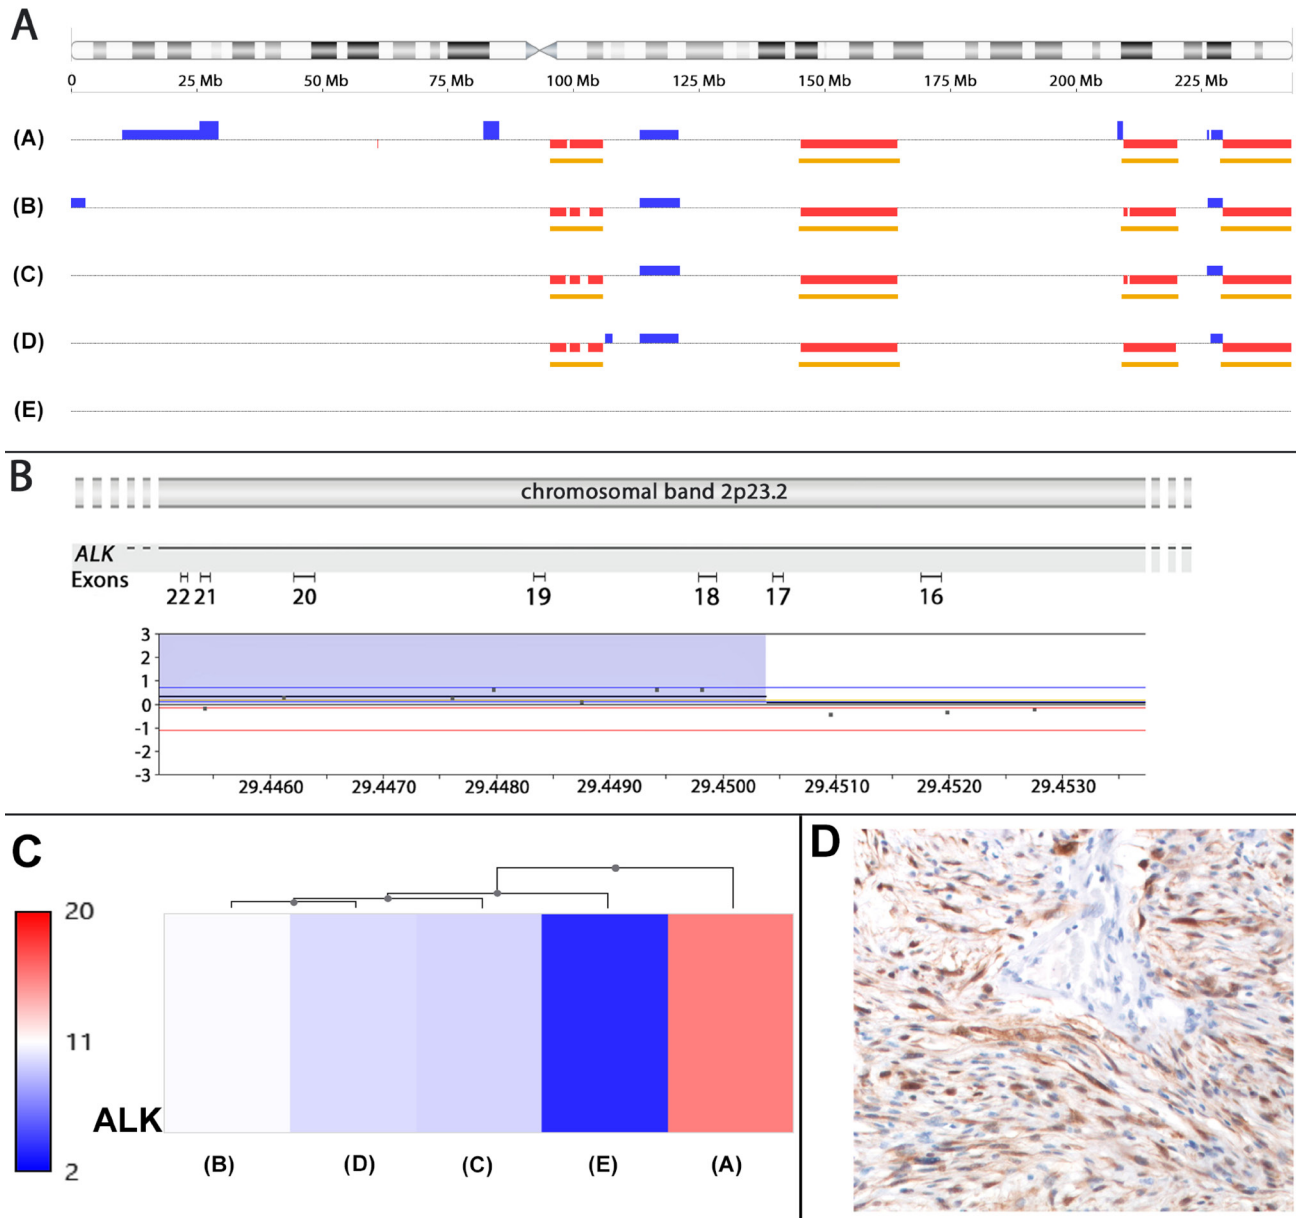 A
0 25 Mb 50 Mb 75 Mb 100 Mb 125 Mb 150 Mb 175 Mb 200 Mb 225 Mb
(A)
(B)
(C)
(D)
(E)
B
chromosomal band 2p23.2
ALK
Exons
22 21 20 19 18 17 16
3
2
1
0
-1
-2
-3
29.4460 29.4470 29.4480 29.4490 29.4500 29.4510 29.4520 29.4530
C
20
11
2
ALK
(B) (D) (C) (E) (A)
D